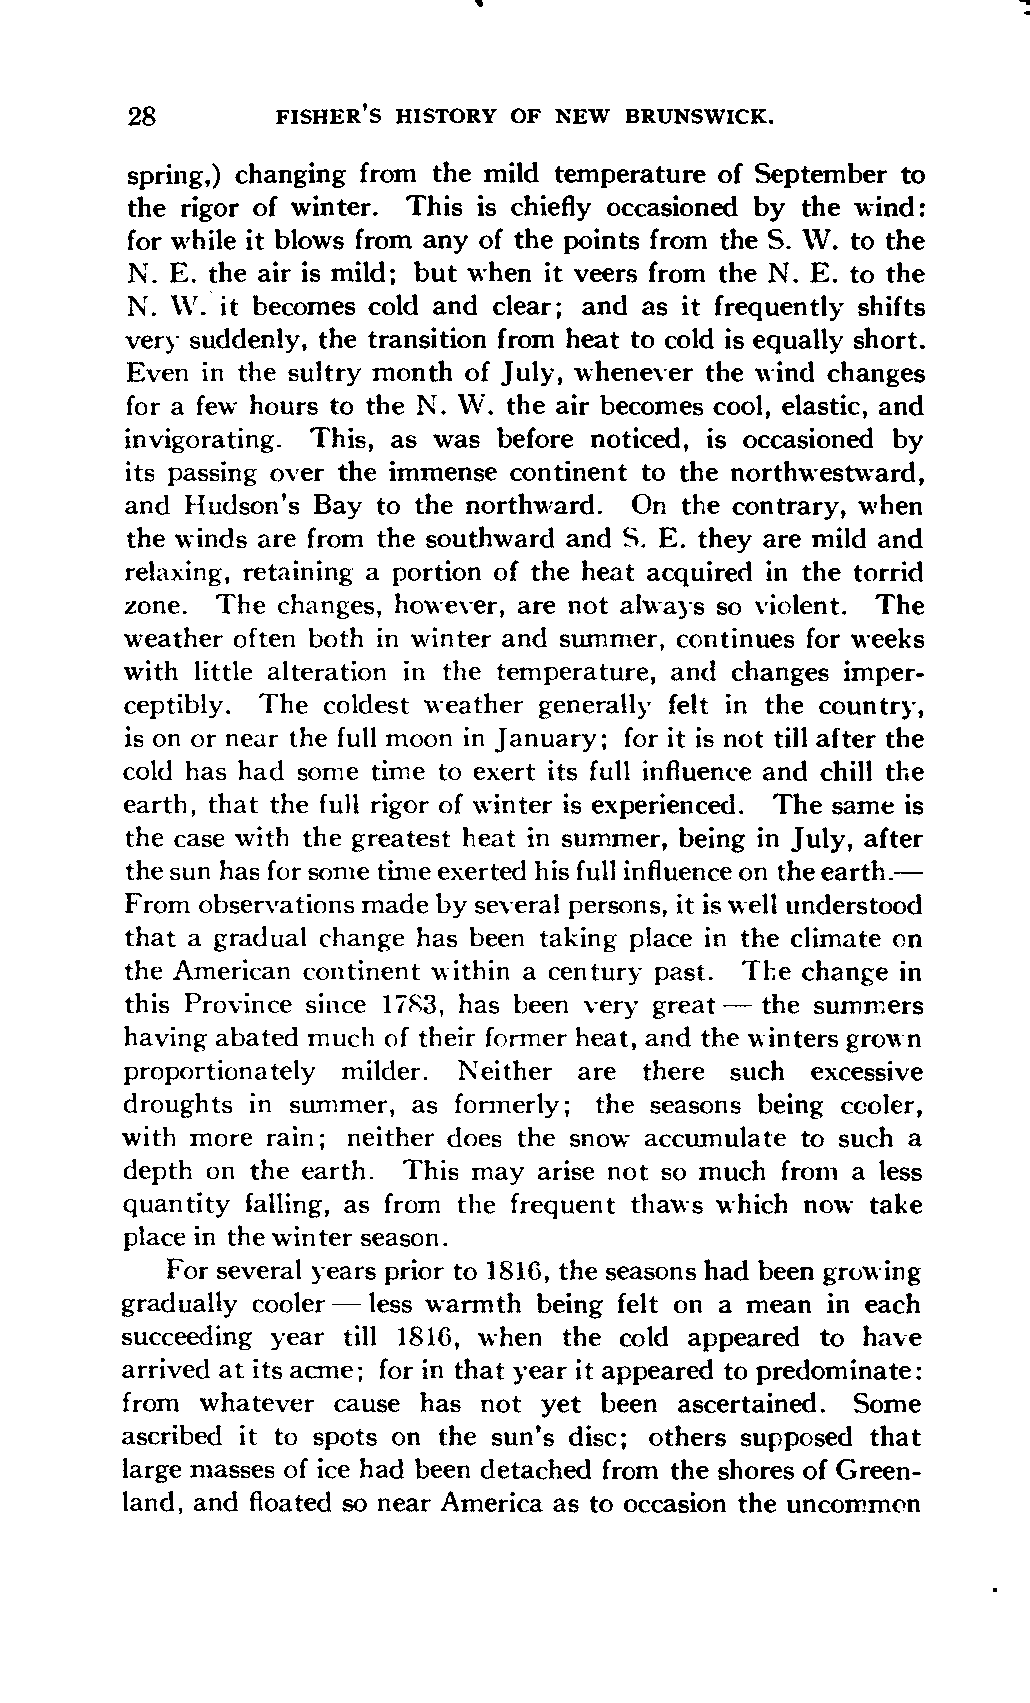 28 FISHER'S HISTORY OF NEW BRUNSWICK.
spring,) changing from the mild temperature of September to
the rigor of winter. This is chiefly occasioned by the wind:
for while it blows from any of the points from the S. W. to the
N. E. the air is mild; but when it veers from the N. E. to the
N. W. it becomes cold and clear; and as it frequently shifts
very suddenly, the transition from heat to cold is equally short.
Even in the sultry month of July, whenever the wind changes
for a few hours to the N. W. the air becomes cool, elastic, and
invigorating. This, as was before noticed, is occasioned by
its passing over the immense continent to the northwestward,
and Hudson's Bay to the northward. On the contrary, when
the winds are from the southward and S. E. they are mild and
relaxing, retaining a portion of the heat acquired in the torrid
zone. The changes, however, are not always so violent. The
weather often both in winter and summer, continues for weeks
with little alteration in the temperature, and changes imper-
ceptibly. The coldest weather generally felt in the country,
is on or near the full moon in January; for it is not till after the
cold has had some time to exert its full influence and chill the
earth, that the full rigor of winter is experienced. The same is
the case with the greatest heat in summer, being in July, after
the sun has for some time exerted his full influence on the earth.—
From observations made by several persons, it is well understood
that a gradual change has been taking place in the climate on
the American continent within a century past. The change in
this Province since 1783, has been very great — the summers
having abated much of their former heat, and the winters grown
proportionately milder. Neither are there such excessive
droughts in summer, as formerly; the seasons being cooler,
with more rain; neither does the snow accumulate to such a
depth on the earth. This may arise not so much from a less
quantity falling, as from the frequent thaws which now take
place in the winter season.
For several years prior to 1816, the seasons had been growing
gradually cooler — less warmth being felt on a mean in each
succeeding year till 1816, when the cold appeared to have
arrived at its acme; for in that year it appeared to predominate:
from whatever cause has not yet been ascertained. Some
ascribed it to spots on the sun's disc; others supposed that
large masses of ice had been detached from the shores of Green-
land, and floated so near America as to occasion the uncommon